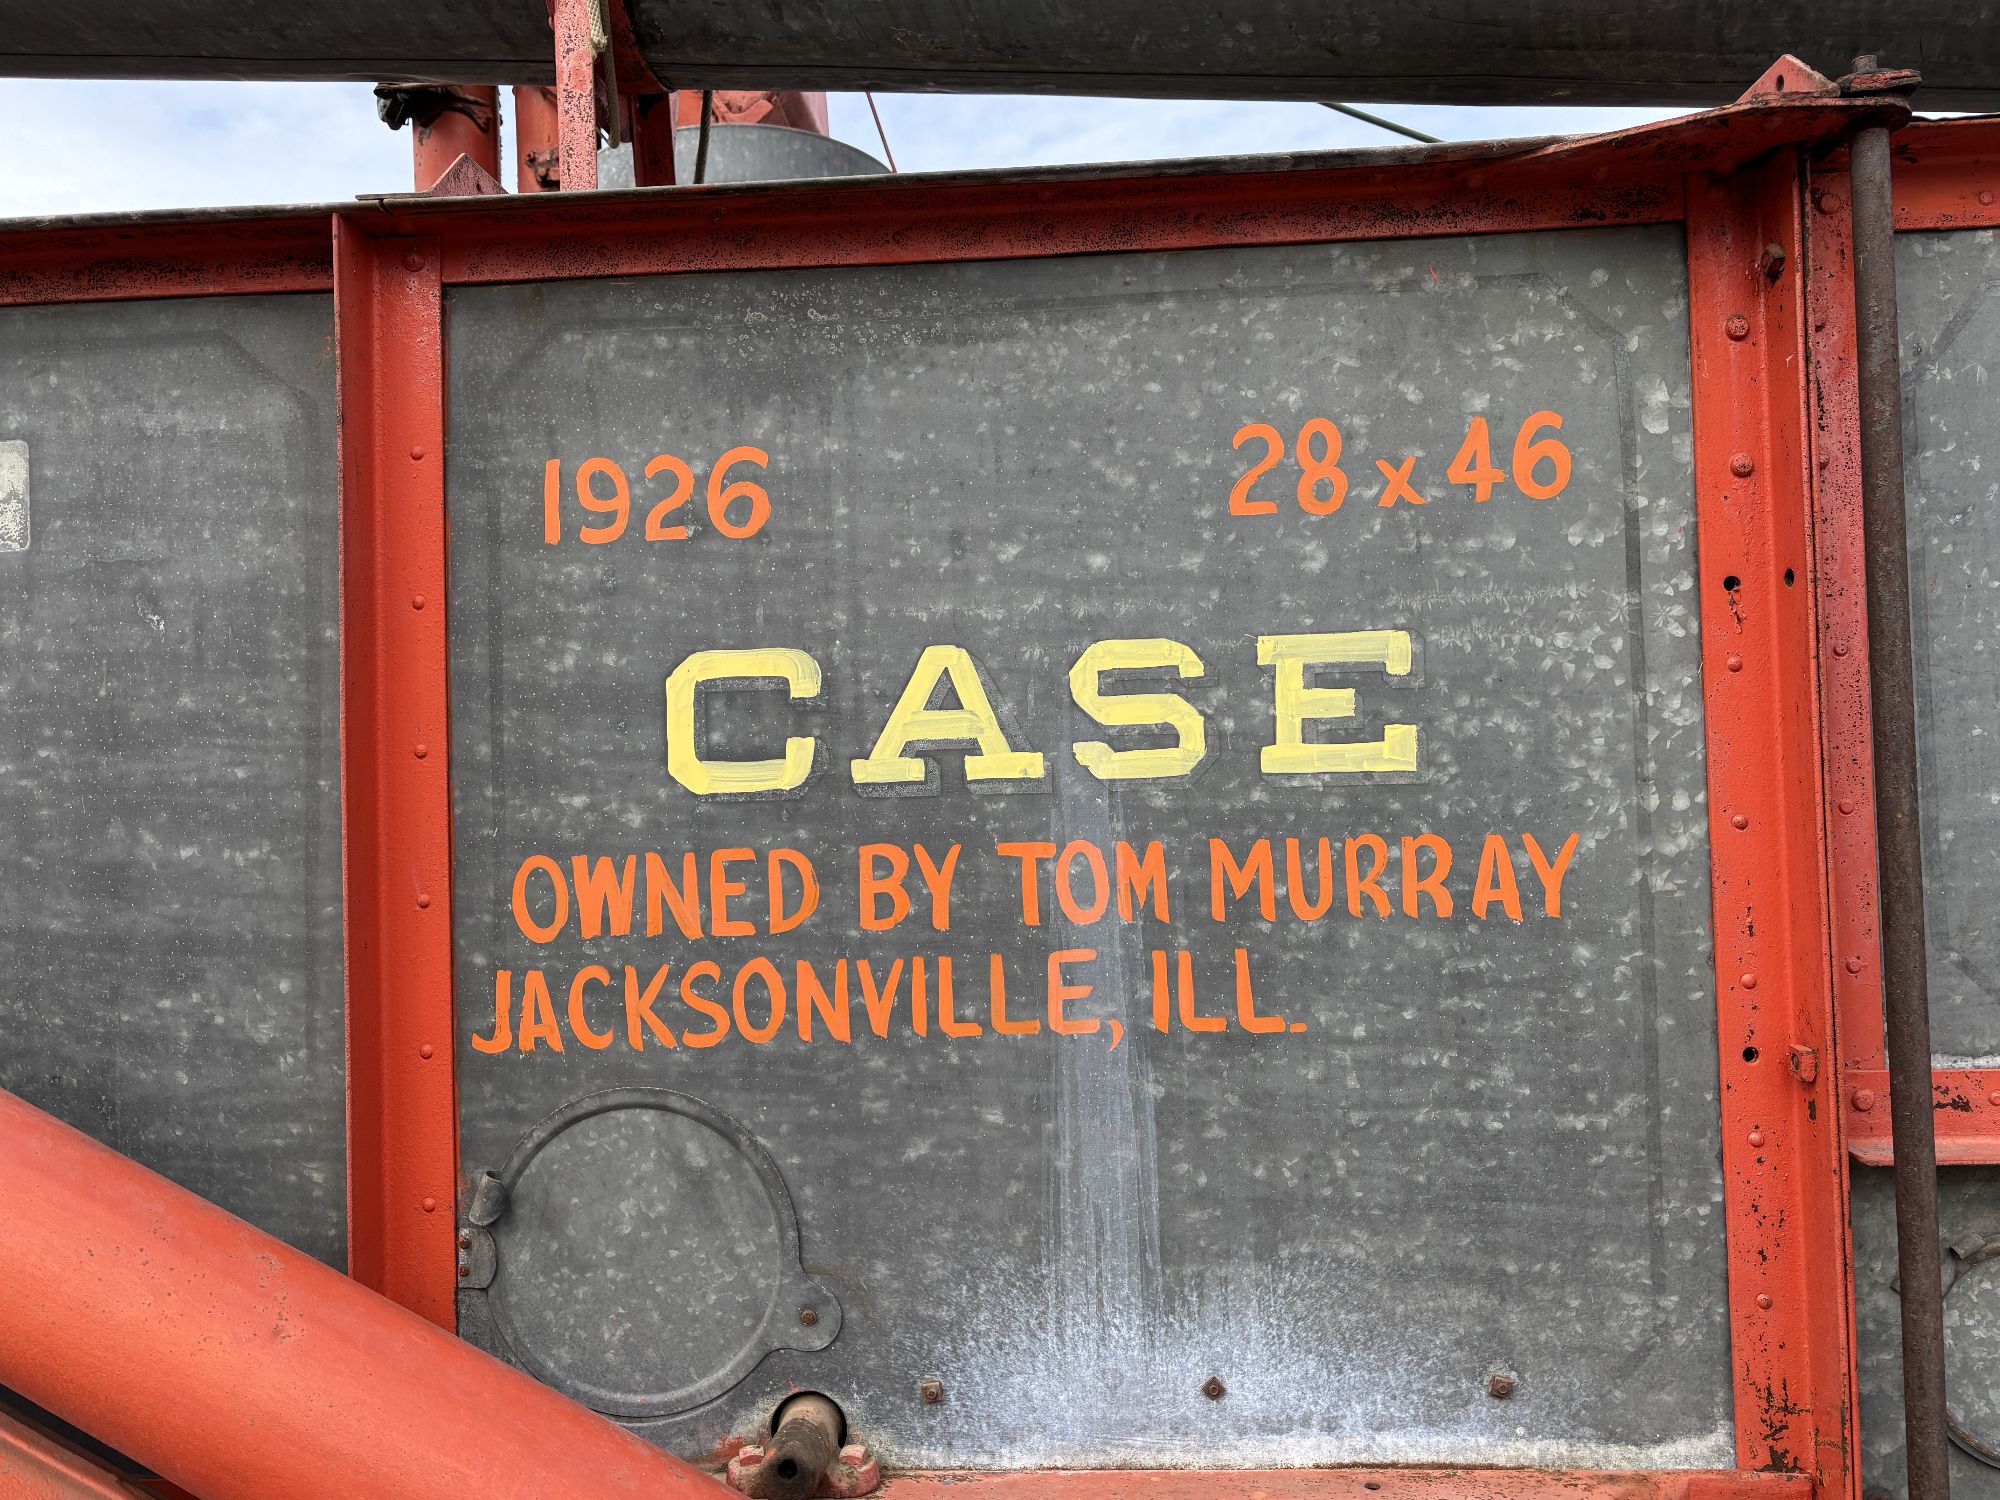 1926 28 x 46
CASE
OWNED BY TOM MURRAY
JACKSONVILLE, ILL.